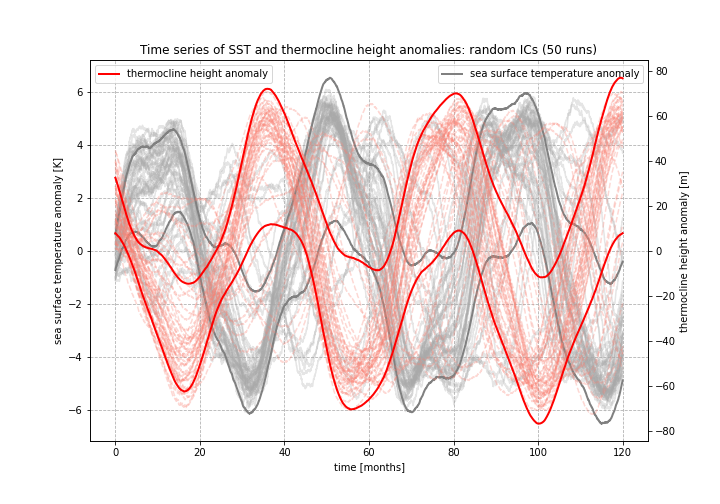 Time series of SST and thermocline height anomalies: random ICs (50 runs)
thermocline height anomaly
sea surface temperature anomaly
sea surface temperature anomaly [K]
6
4
2
0
−2
−4
−6
80
60
40
20
0
−20
−40
−60
−80
thermocline height anomaly [m]
0 20 40 60 80 100 120
time [months]